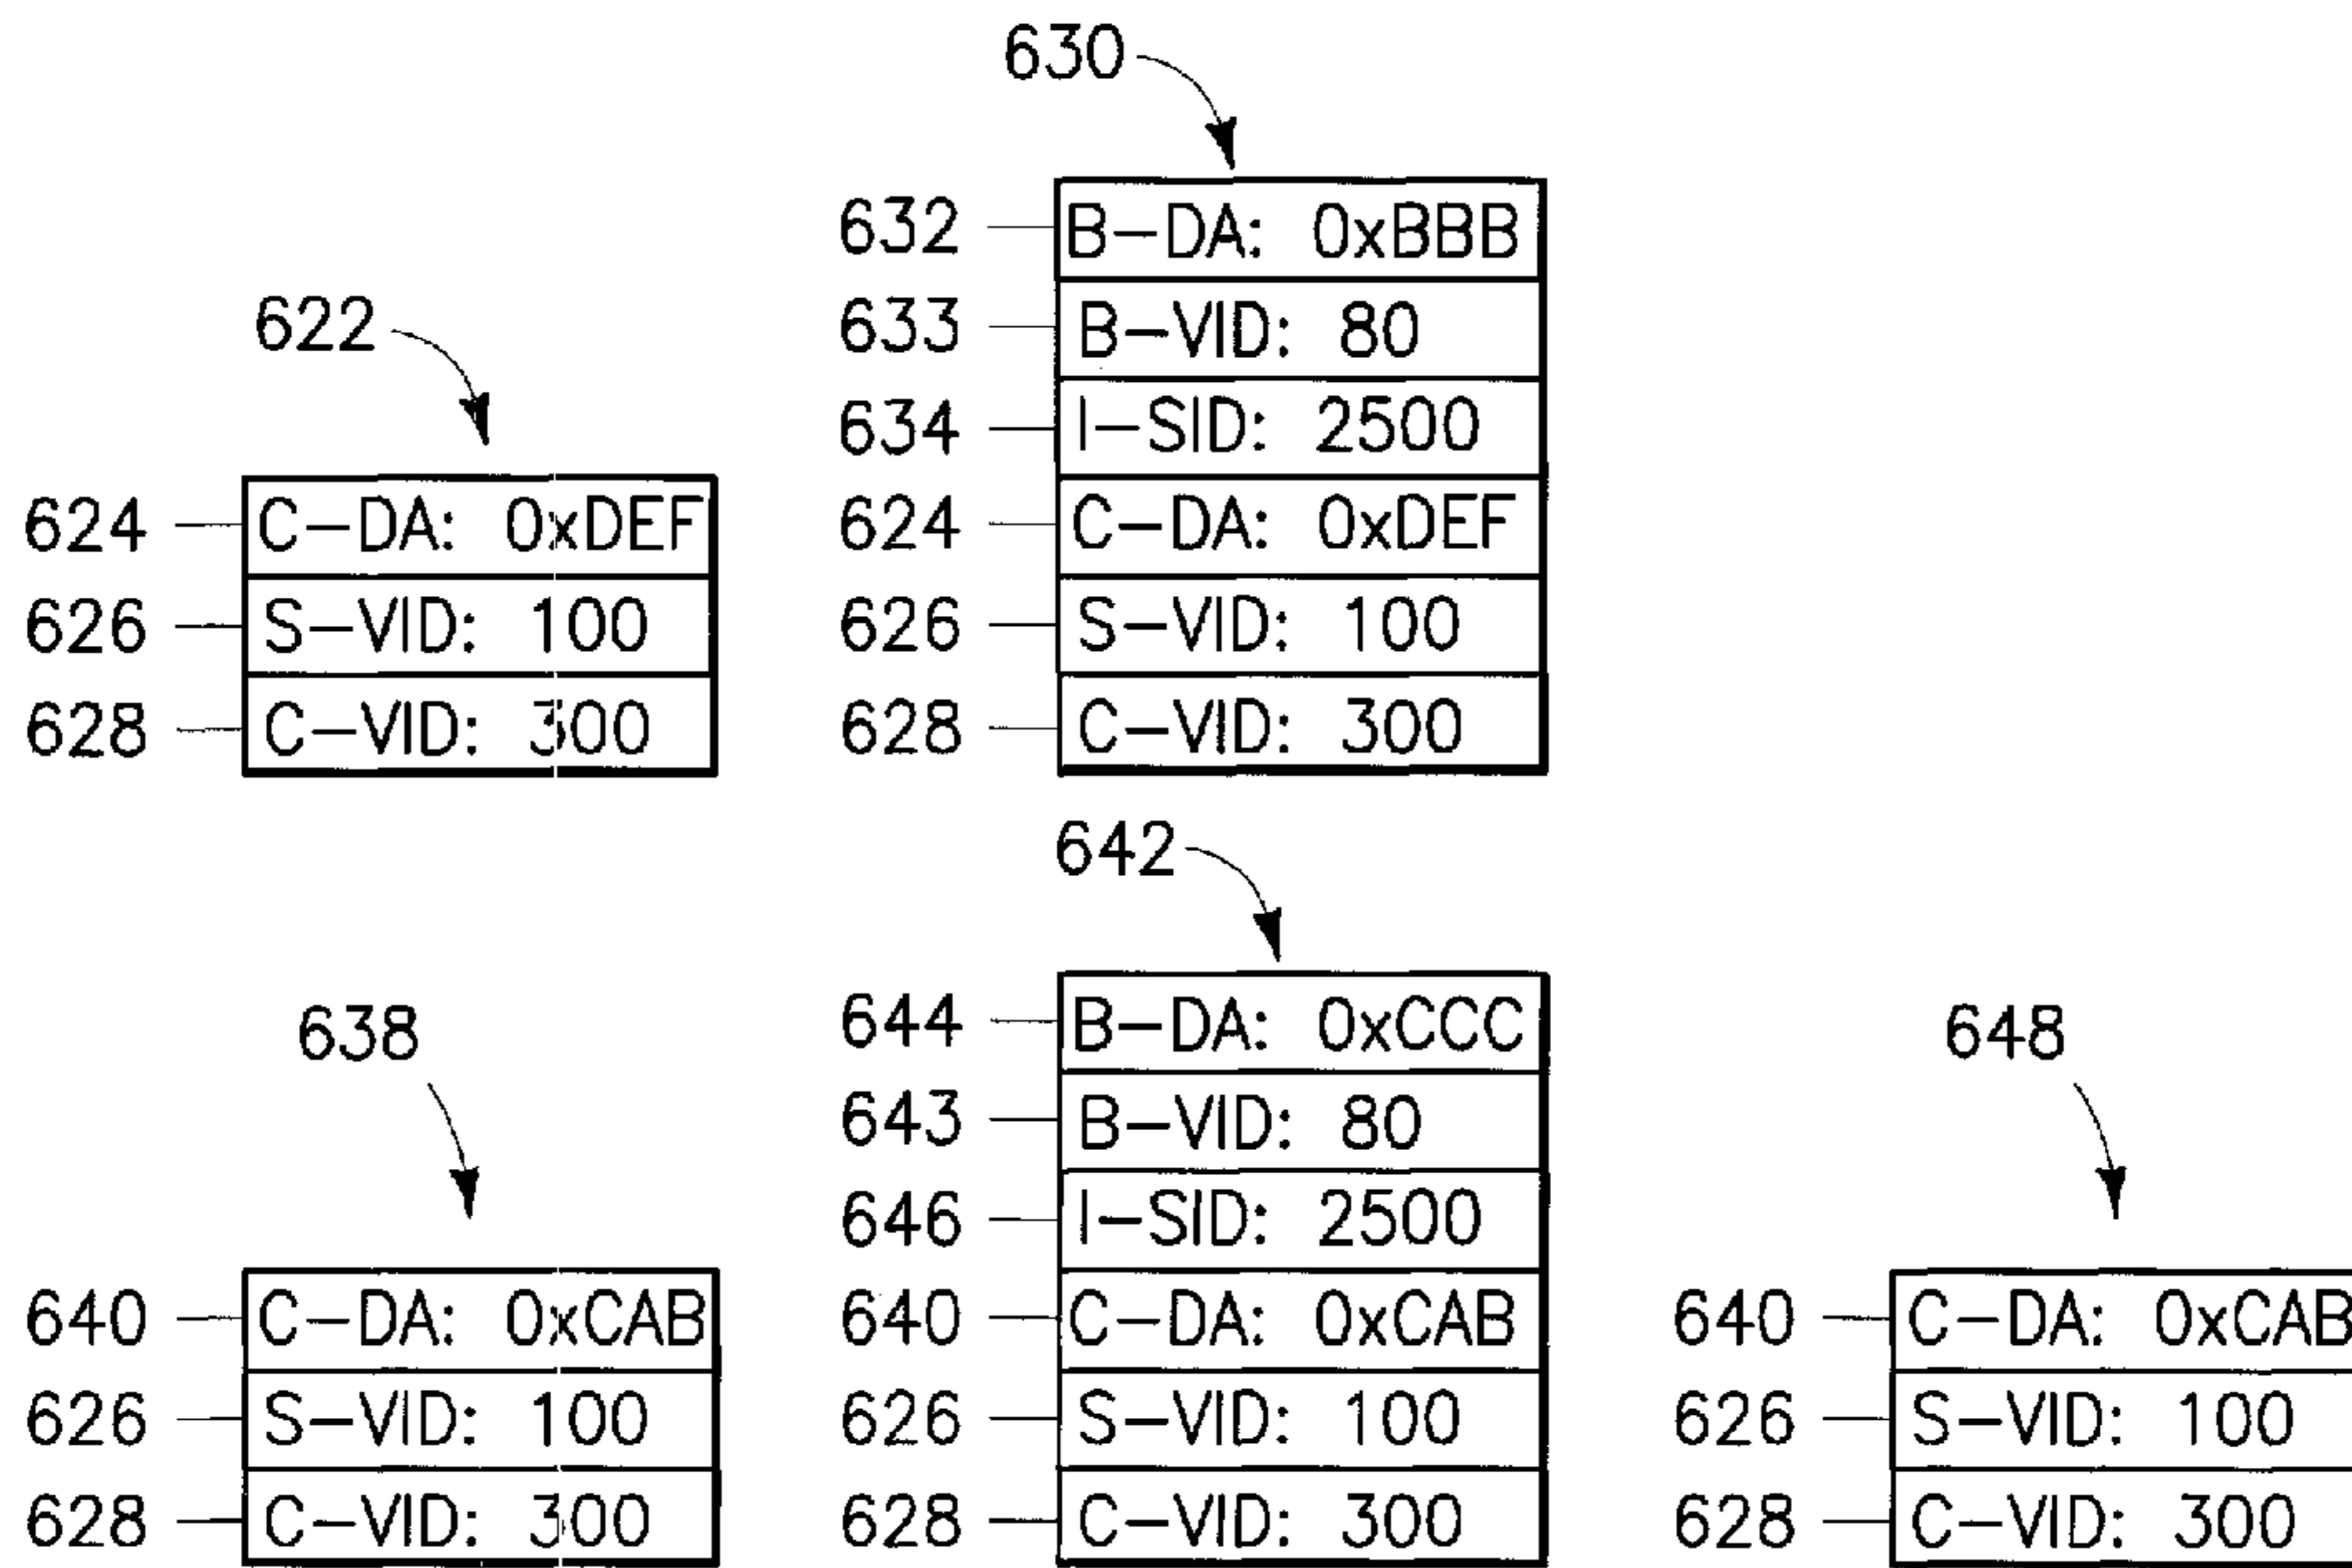 630
632 B-DA: 0xBBB
633 B-VID: 80
634 I-SID: 2500
622
624 C-DA: 0xDEF
626 S-VID: 100
628 C-VID: 300
624 C-DA: 0xDEF
626 S-VID: 100
628 C-VID: 300
642
644 B-DA: 0xCCC
643 B-VID: 80
646 I-SID: 2500
638
640 C-DA: 0xCAB
626 S-VID: 100
628 C-VID: 300
640 C-DA: 0xCAB
626 S-VID: 100
628 C-VID: 300
648
640 C-DA: 0xCAB
626 S-VID: 100
628 C-VID: 300